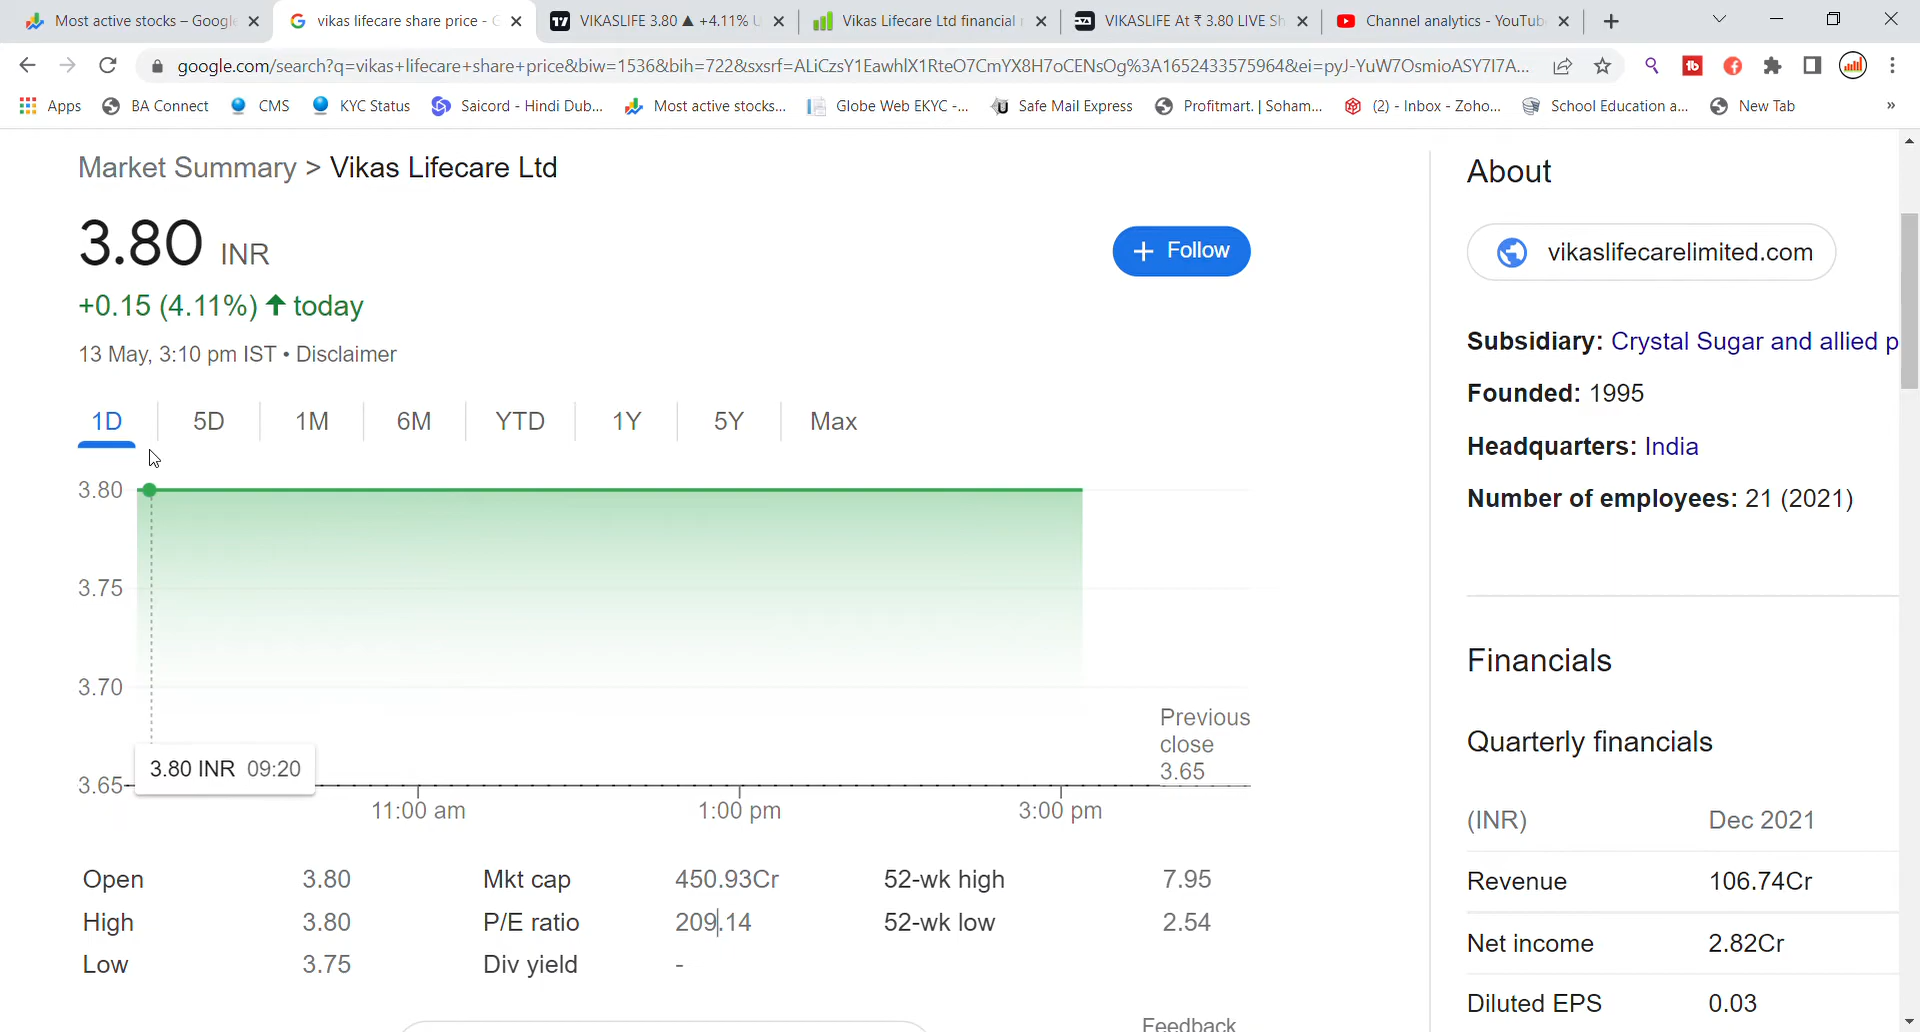 Most active stocks – Google
vikas lifecare share price - G
VIKASLIFE 3.80 ▲ +4.11% U
Vikas Lifecare Ltd financial r
VIKASLIFE At ₹ 3.80 LIVE Sh
Channel analytics - YouTub
google.com/search?q=vikas+lifecare+share+price&biw=1536&bih=722&sxsrf=ALiCzsY1EawhlX1RteO7CmYX8H7oCENsOg%3A1652433575964&ei=pyJ-YuW7OsmioASY7I7A...
Apps
BA Connect
CMS
KYC Status
Saicord - Hindi Dub...
Most active stocks...
Globe Web EKYC -...
Safe Mail Express
Profitmart. | Soham...
(2) - Inbox - Zoho...
School Education a...
New Tab
»
Market Summary > Vikas Lifecare Ltd
3.80 INR
+ Follow
+0.15 (4.11%) ↑ today
13 May, 3:10 pm IST • Disclaimer
1D 5D 1M 6M YTD 1Y 5Y Max
3.80
3.75
3.70
3.65
Previous
close
3.65
3.80 INR 09:20
11:00 am 1:00 pm 3:00 pm
Open 3.80 Mkt cap 450.93Cr 52-wk high 7.95
High 3.80 P/E ratio 209.14 52-wk low 2.54
Low 3.75 Div yield -
Feedback
About
vikaslifecarelimited.com
Subsidiary: Crystal Sugar and allied p
Founded: 1995
Headquarters: India
Number of employees: 21 (2021)
Financials
Quarterly financials
(INR) Dec 2021
Revenue 106.74Cr
Net income 2.82Cr
Diluted EPS 0.03